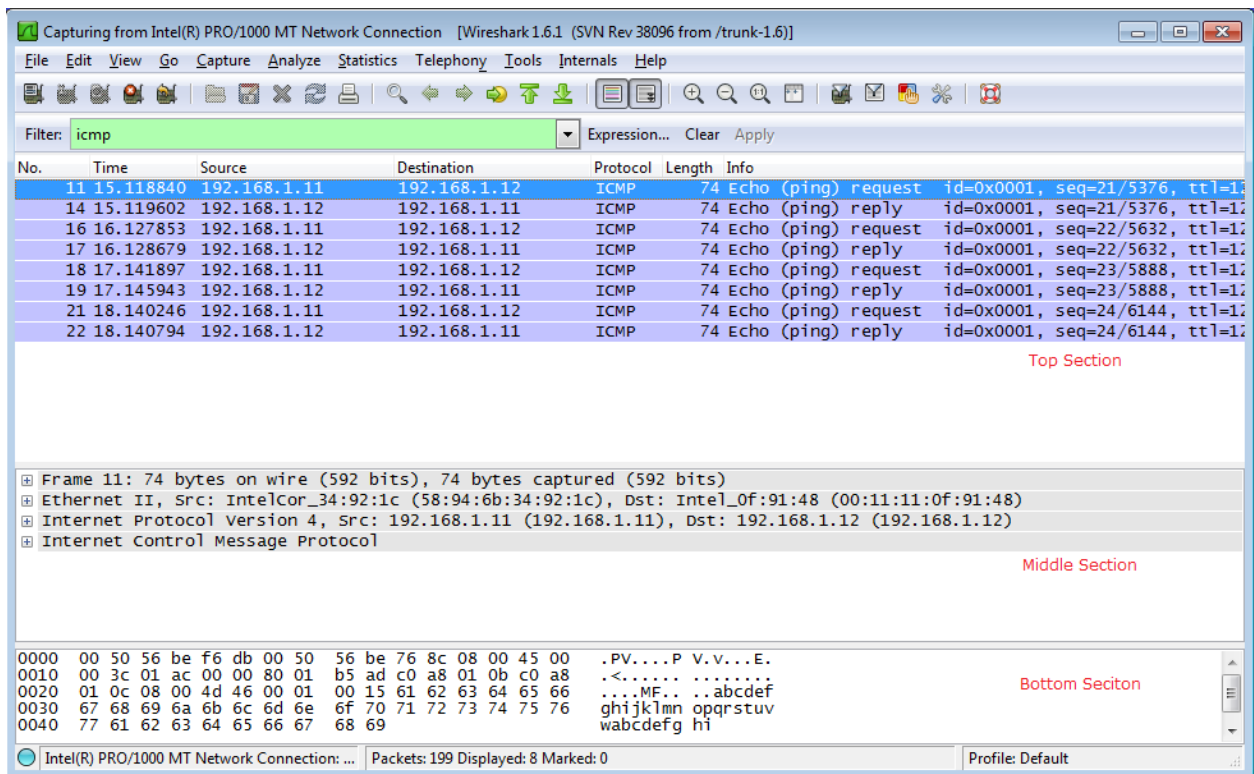 Capturing from Intel(R) PRO/1000 MT Network Connection [Wireshark 1.6.1 (SVN Rev 38096 from /trunk-1.6)]
File Edit View Go Capture Analyze Statistics Telephony Tools Internals Help
Filter: icmp Expression... Clear Apply
No. Time Source Destination Protocol Length Info
11 15.118840 192.168.1.11 192.168.1.12 ICMP 74 Echo (ping) request id=0x0001, seq=21/5376, ttl=12
14 15.119602 192.168.1.12 192.168.1.11 ICMP 74 Echo (ping) reply id=0x0001, seq=21/5376, ttl=12
16 16.127853 192.168.1.11 192.168.1.12 ICMP 74 Echo (ping) request id=0x0001, seq=22/5632, ttl=12
17 16.128679 192.168.1.12 192.168.1.11 ICMP 74 Echo (ping) reply id=0x0001, seq=22/5632, ttl=12
18 17.141897 192.168.1.11 192.168.1.12 ICMP 74 Echo (ping) request id=0x0001, seq=23/5888, ttl=12
19 17.145943 192.168.1.12 192.168.1.11 ICMP 74 Echo (ping) reply id=0x0001, seq=23/5888, ttl=12
21 18.140246 192.168.1.11 192.168.1.12 ICMP 74 Echo (ping) request id=0x0001, seq=24/6144, ttl=12
22 18.140794 192.168.1.12 192.168.1.11 ICMP 74 Echo (ping) reply id=0x0001, seq=24/6144, ttl=12
Top Section
Frame 11: 74 bytes on wire (592 bits), 74 bytes captured (592 bits)
Ethernet II, Src: IntelCor_34:92:1c (58:94:6b:34:92:1c), Dst: Intel_0f:91:48 (00:11:11:0f:91:48)
Internet Protocol Version 4, Src: 192.168.1.11 (192.168.1.11), Dst: 192.168.1.12 (192.168.1.12)
Internet Control Message Protocol
Middle Section
0000 00 50 56 be f6 db 00 50 56 be 76 8c 08 00 45 00 .PV....P V.v...E.
0010 00 3c 01 ac 00 00 80 01 b5 ad c0 a8 01 0b c0 a8 .<...... ........
0020 01 0c 08 00 4d 46 00 01 00 15 61 62 63 64 65 66 ....MF.. ..abcdef
0030 67 68 69 6a 6b 6c 6d 6e 6f 70 71 72 73 74 75 76 ghijklmn opqrstuv
0040 77 61 62 63 64 65 66 67 68 69 wabcdefg hi
Bottom Seciton
Intel(R) PRO/1000 MT Network Connection: ... Packets: 199 Displayed: 8 Marked: 0 Profile: Default